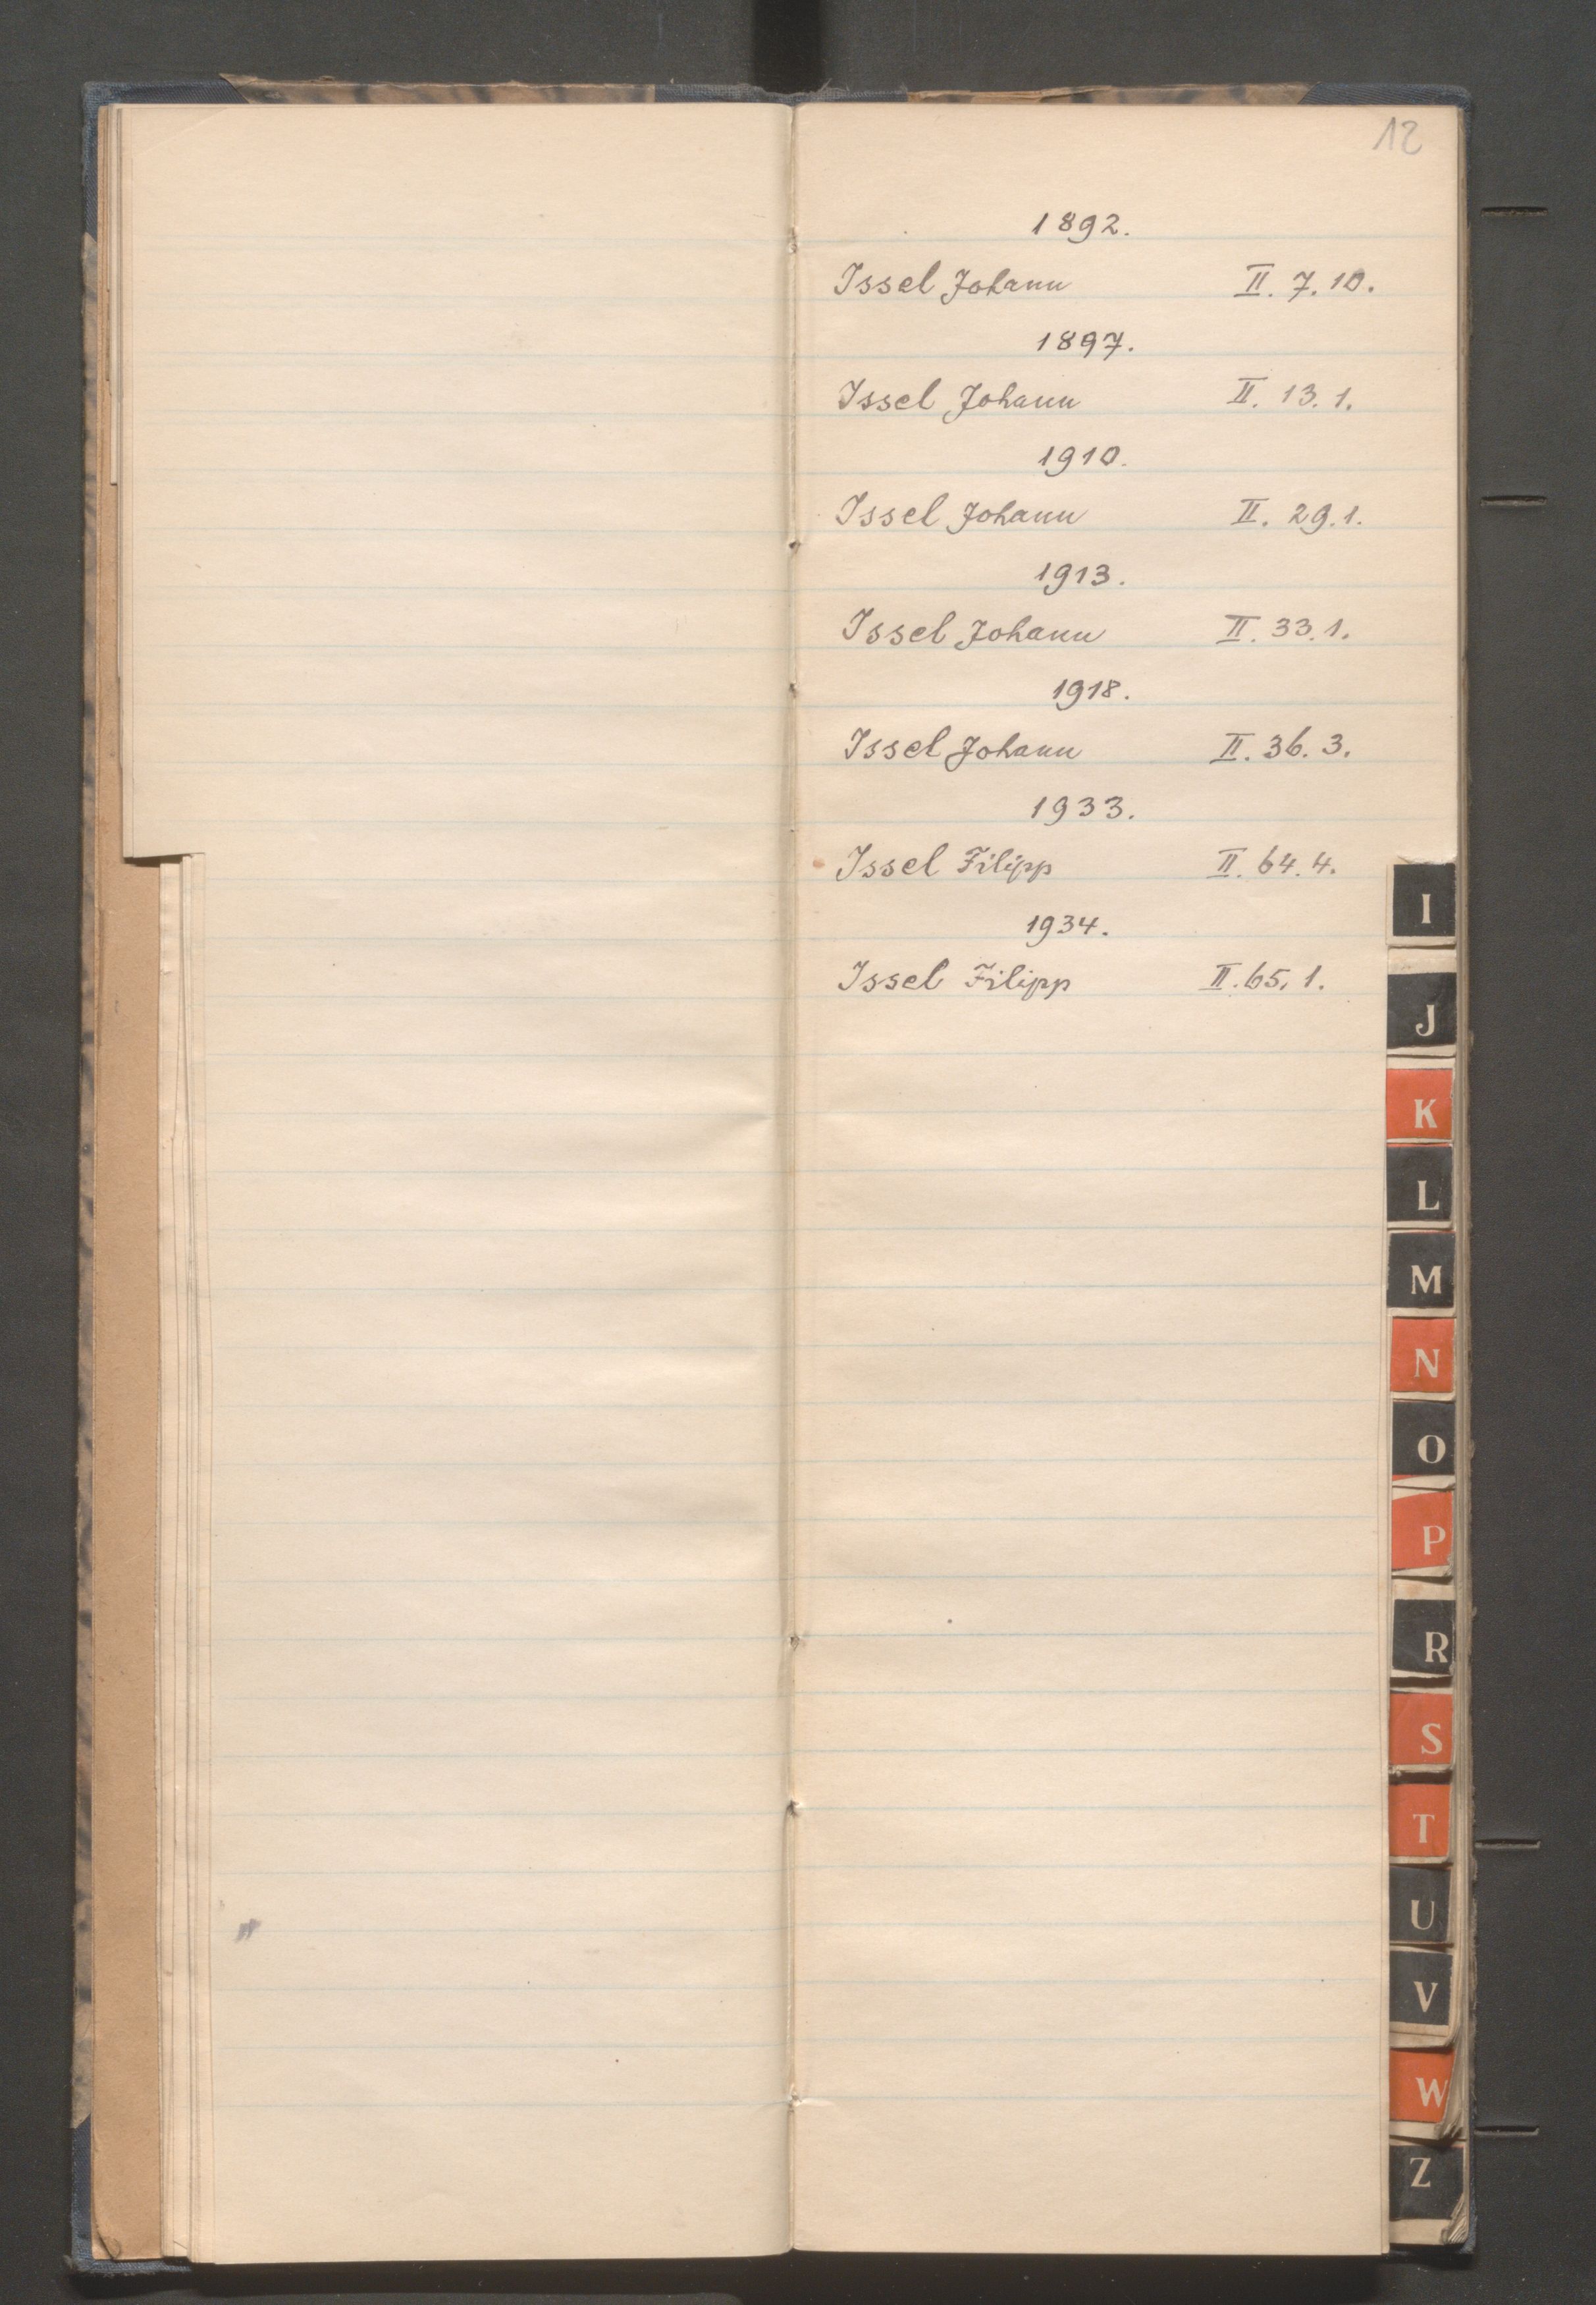 12
1892.
Issel Johann II. 7. 10.
1897.
Issel Johann II. 13. 1.
1910.
Issel Johann II. 29. 1.
1913.
Issel Johann II. 33. 1.
1918.
Issel Johann II. 36. 3.
1933.
Issel Filipp II. 64. 4.
1934.
Issel Filipp II. 65, 1.
I
J
K
L
M
N
O
P
R
S
T
U
V
W
Z